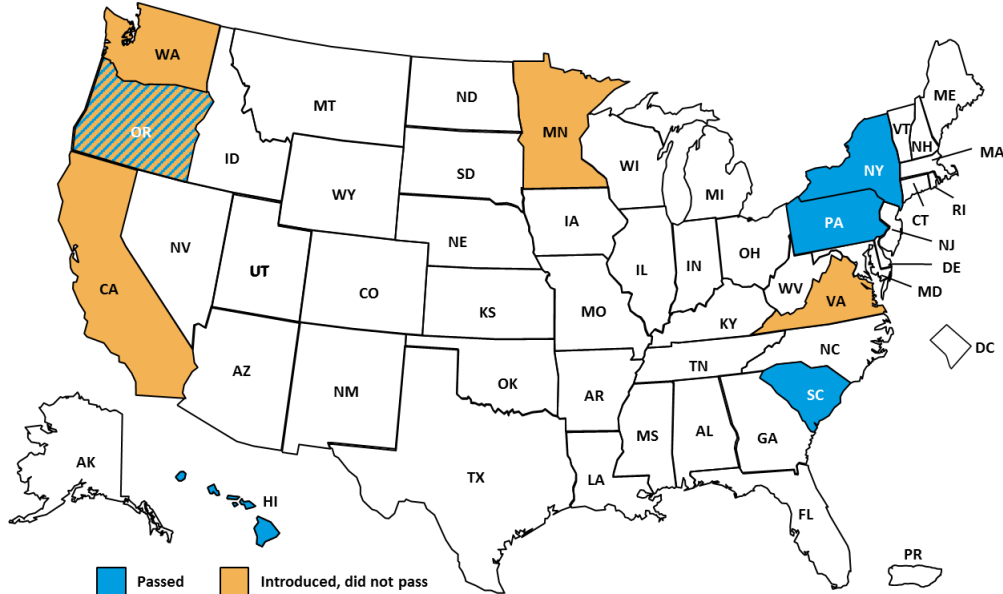 WA
OR
CA
NV
ID
MT
WY
UT
AZ
CO
NM
ND
SD
NE
KS
OK
TX
MN
IA
MO
AR
LA
WI
IL
MI
IN
OH
KY
TN
MS
AL
GA
FL
SC
NC
VA
WV
PA
NY
VT
NH
ME
MA
RI
CT
NJ
DE
MD
DC
AK
HI
PR
Passed
Introduced, did not pass